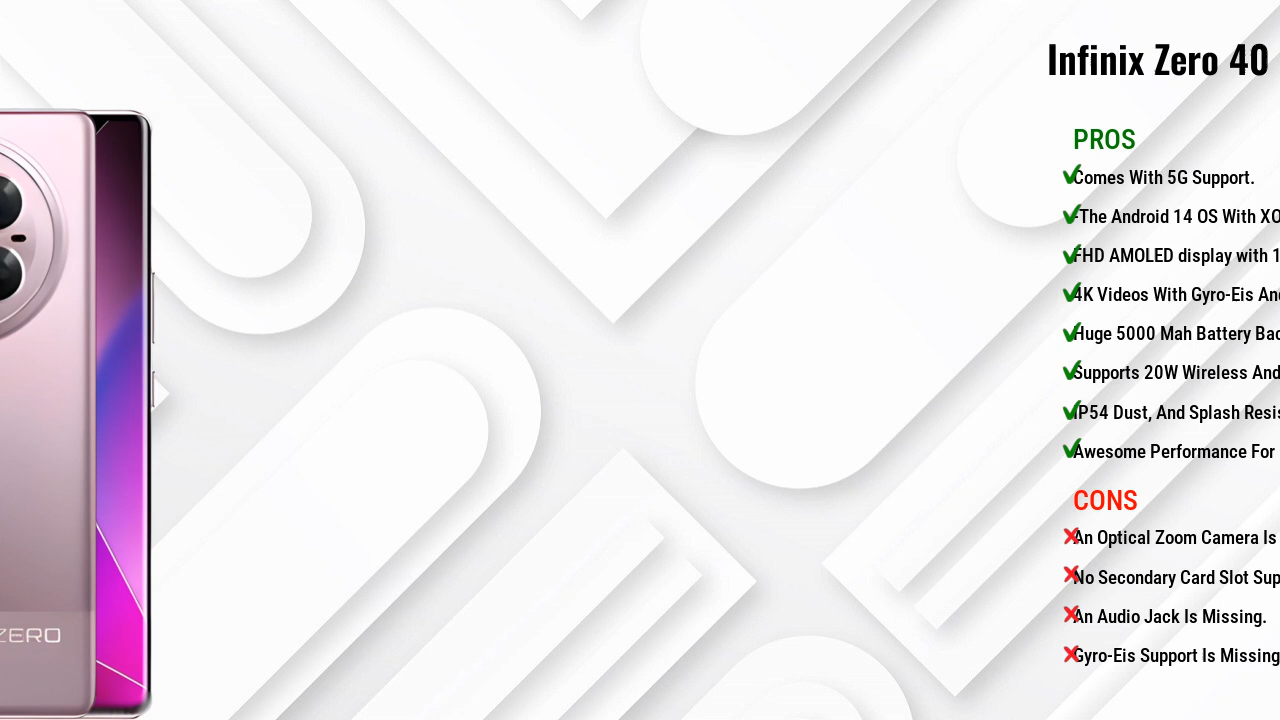 Infinix Zero 40
PROS
Comes With 5G Support.
-The Android 14 OS With XO
FHD AMOLED display with 1
4K Videos With Gyro-Eis An
Huge 5000 Mah Battery Bac
Supports 20W Wireless And
IP54 Dust, And Splash Resis
Awesome Performance For
CONS
An Optical Zoom Camera Is
No Secondary Card Slot Sup
An Audio Jack Is Missing.
Gyro-Eis Support Is Missing
ZERO